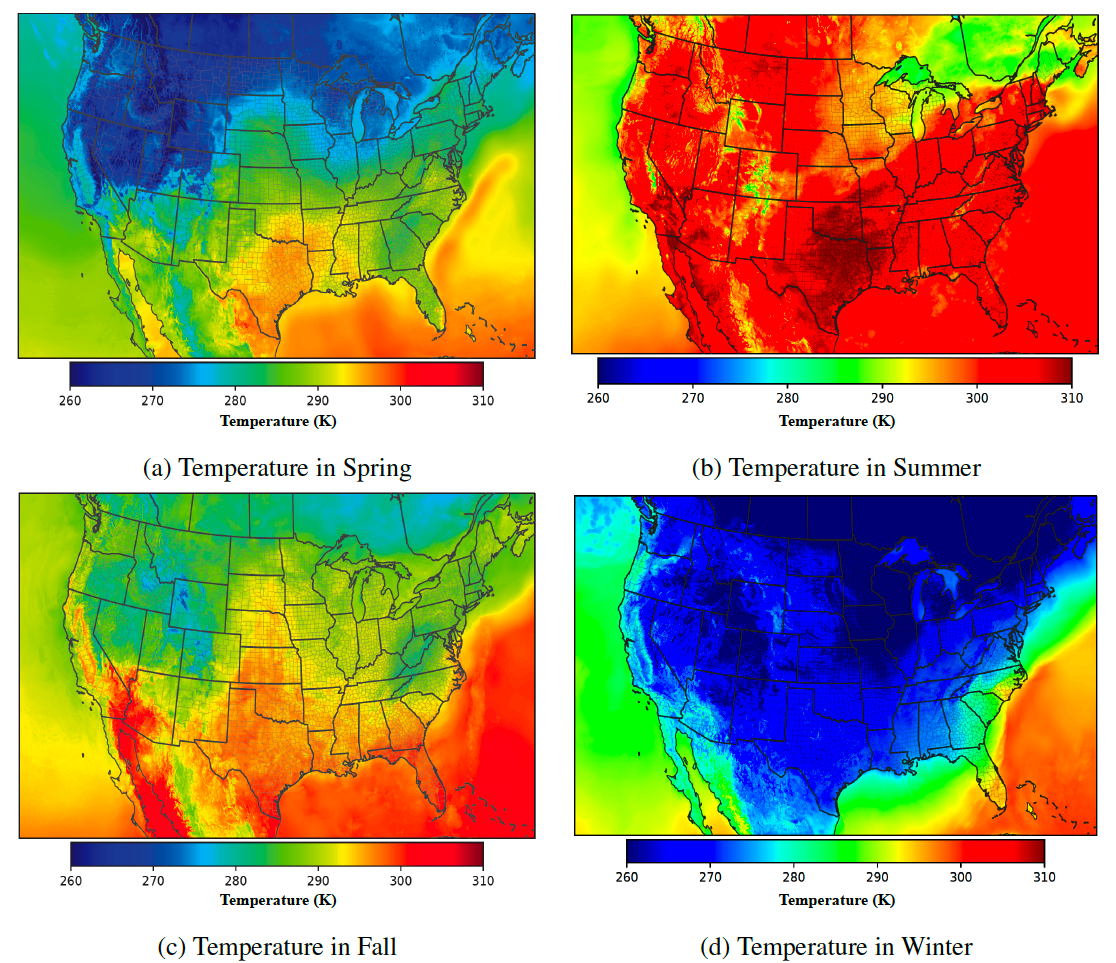 260 270 280 290 300 310
Temperature (K)
(a) Temperature in Spring
260 270 280 290 300 310
Temperature (K)
(b) Temperature in Summer
260 270 280 290 300 310
Temperature (K)
(c) Temperature in Fall
260 270 280 290 300 310
Temperature (K)
(d) Temperature in Winter